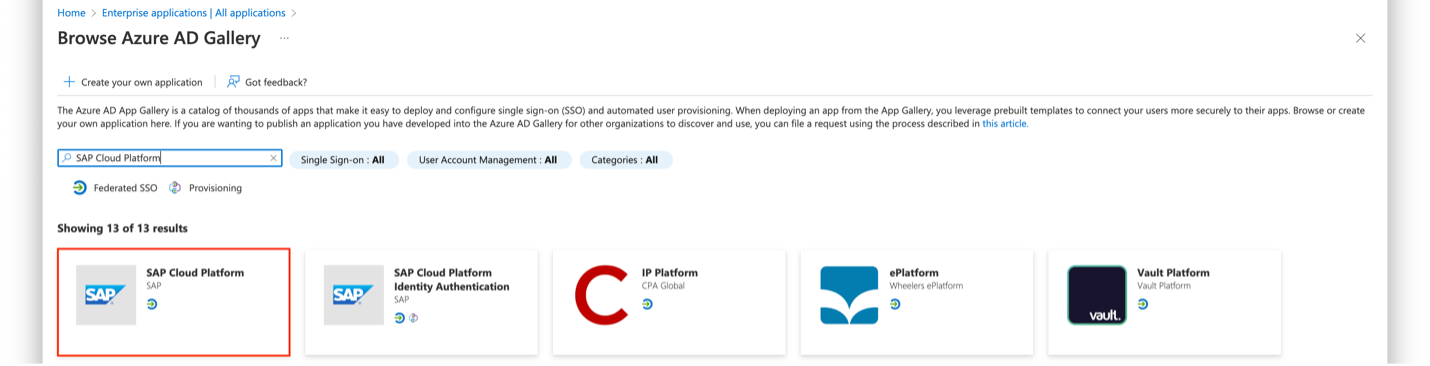 Home > Enterprise applications | All applications >
Browse Azure AD Gallery ...
Create your own application | Got feedback?
The Azure AD App Gallery is a catalog of thousands of apps that make it easy to deploy and configure single sign-on (SSO) and automated user provisioning. When deploying an app from the App Gallery, you leverage prebuilt templates to connect your users more securely to their apps. Browse or create
your own application here. If you are wanting to publish an application you have developed into the Azure AD Gallery for other organizations to discover and use, you can file a request using the process described in this article.
SAP Cloud Platform Single Sign-on : All User Account Management : All Categories : All
Federated SSO Provisioning
Showing 13 of 13 results
SAP
SAP Cloud Platform
SAP
SAP
SAP Cloud Platform
Identity Authentication
SAP
IP Platform
CPA Global
ePlatform
Wheelers ePlatform
vault.
Vault Platform
Vault Platform